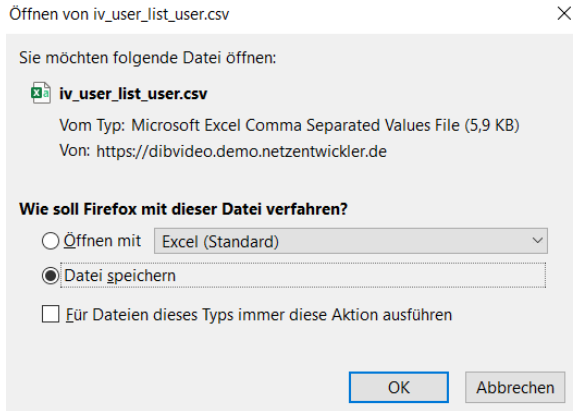 Öffnen von iv_user_list_user.csv
Sie möchten folgende Datei öffnen:
iv_user_list_user.csv
Vom Typ: Microsoft Excel Comma Separated Values File (5,9 KB)
Von: https://dibvideo.demo.netzentwickler.de
Wie soll Firefox mit dieser Datei verfahren?
Öffnen mit Excel (Standard)
Datei speichern
Für Dateien dieses Typs immer diese Aktion ausführen
OK Abbrechen